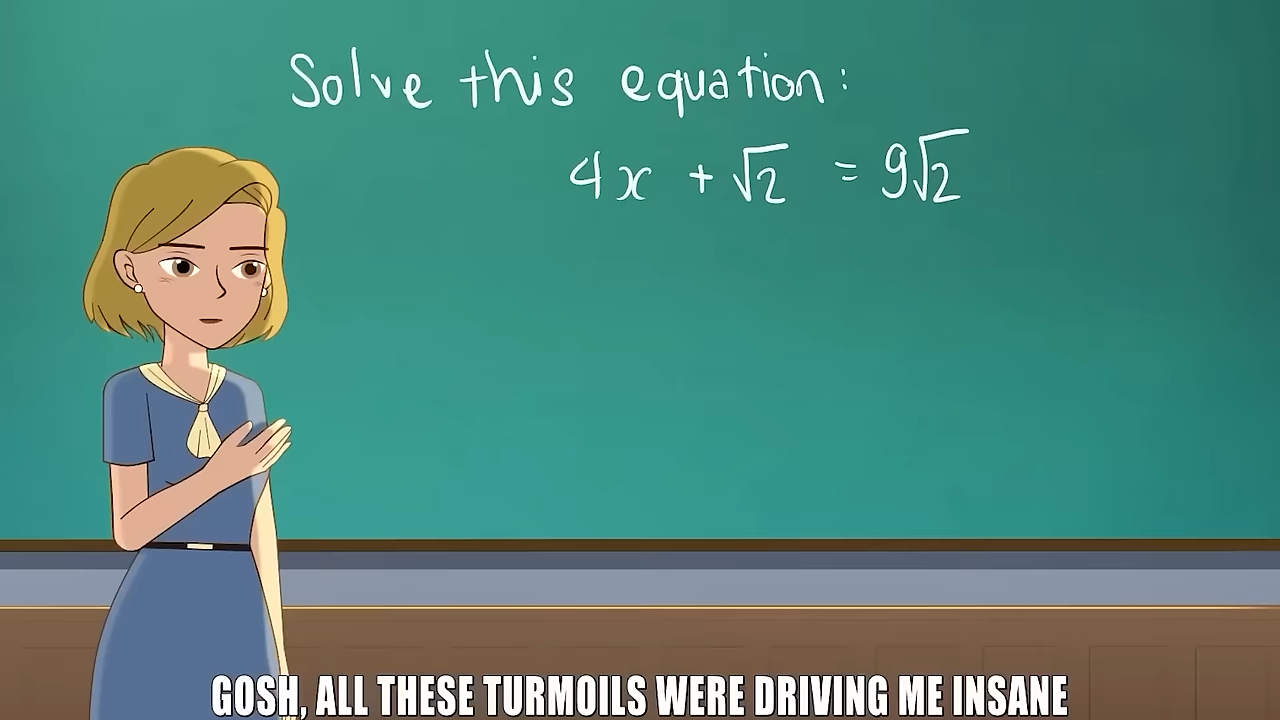 Solve this equation:
4x + √2 = 9√2
GOSH, ALL THESE TURMOILS WERE DRIVING ME INSANE